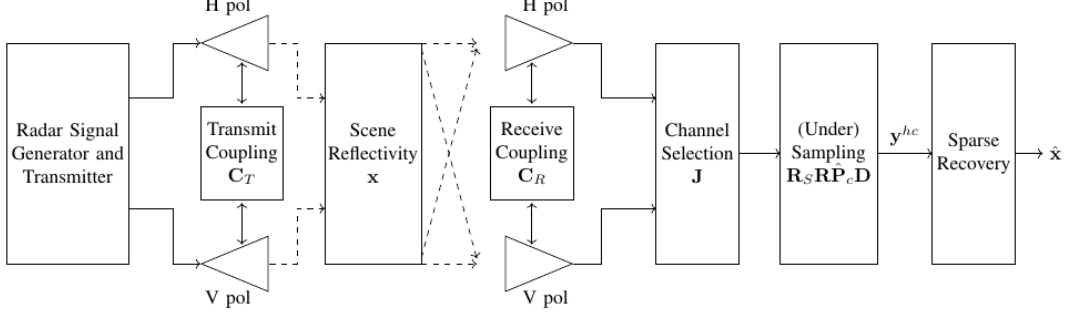 H pol
H pol
Radar Signal
Generator and
Transmitter
Transmit
Coupling
C_T
Scene
Reflectivity
x
Receive
Coupling
C_R
Channel
Selection
J
(Under)
Sampling
R_S R P̂_c D
y^{hc}
Sparse
Recovery
x̂
V pol
V pol